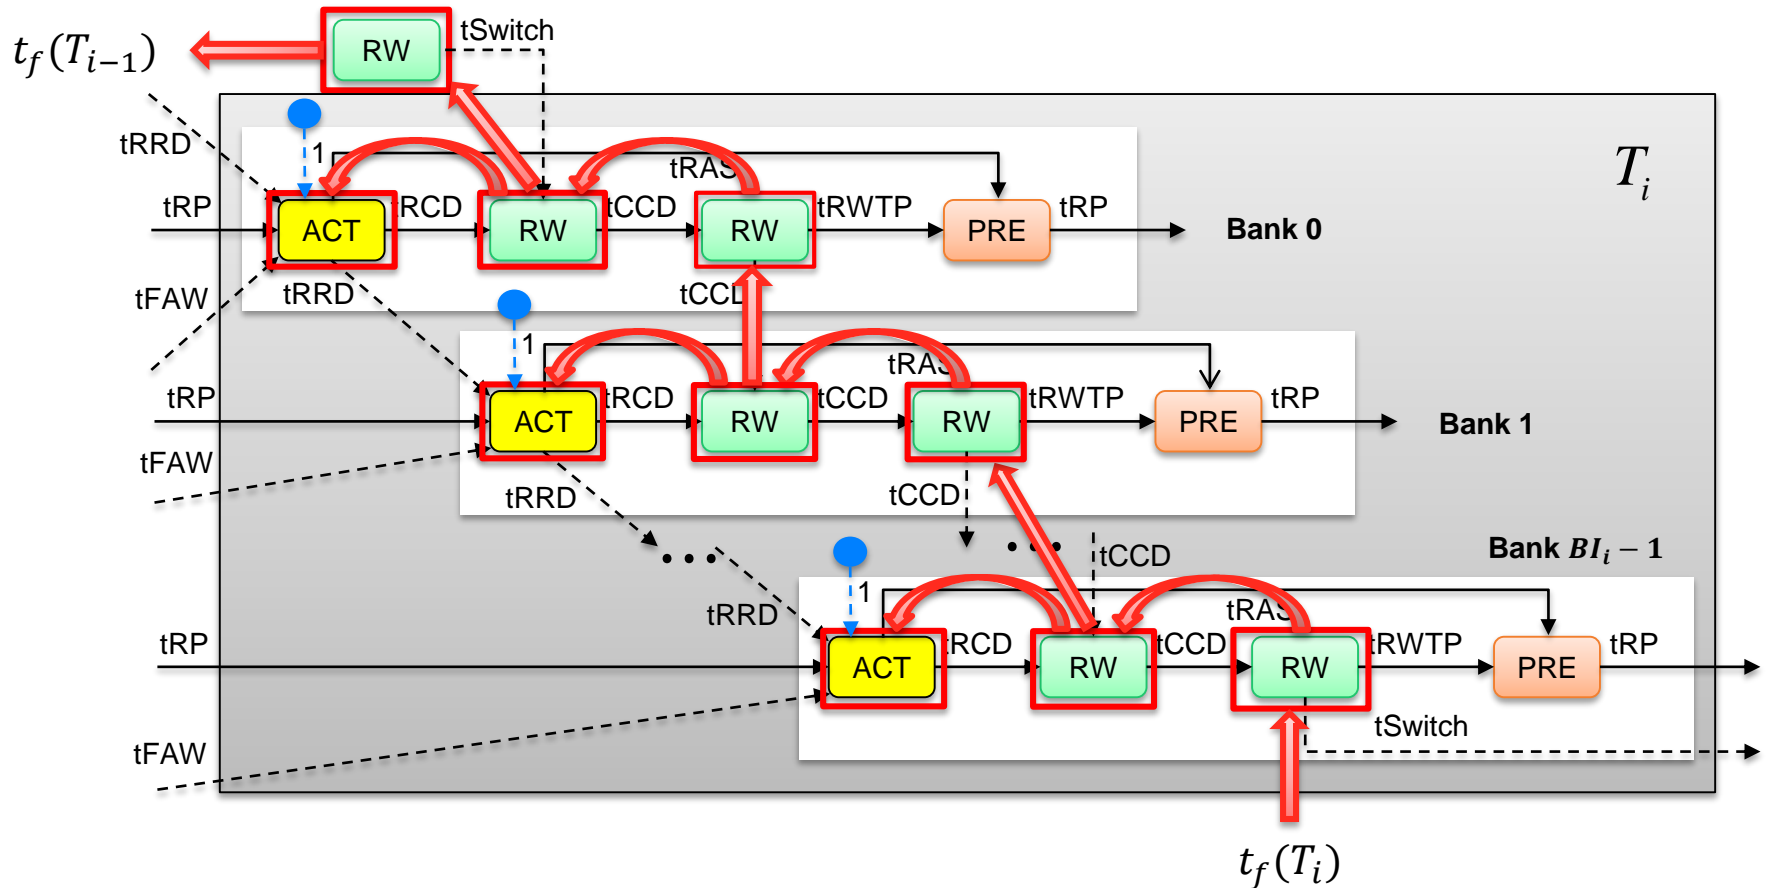 tSwitch
RW
t_f(T_{i-1})
tRRD
1
tRAS
T_i
tRP
ACT
tRCD
RW
tCCD
RW
tRWTP
PRE
tRP
Bank 0
tFAW
tRRD
tCCD
1
tRAS
tRP
ACT
tRCD
RW
tCCD
RW
tRWTP
PRE
tRP
Bank 1
tFAW
tRRD
tCCD
...
...
tCCD
Bank BI_i − 1
tRRD
1
tRAS
tRP
ACT
tRCD
RW
tCCD
RW
tRWTP
PRE
tRP
tFAW
tSwitch
t_f(T_i)